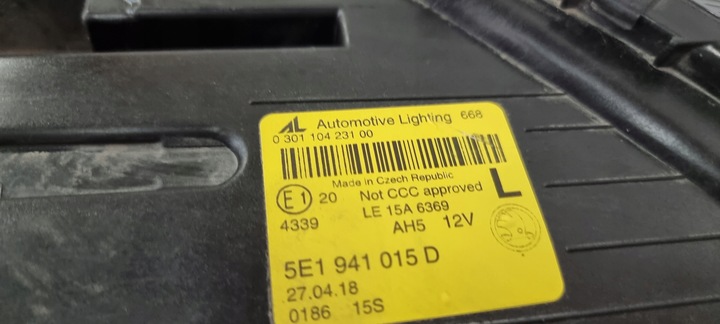 AL Automotive Lighting 668
0 301 104 231 00
Made in Czech Republic
E1 20 Not CCC approved L
LE 15A 6369
4339 AH5 12V
5E1 941 015 D
27.04.18
0186 15S